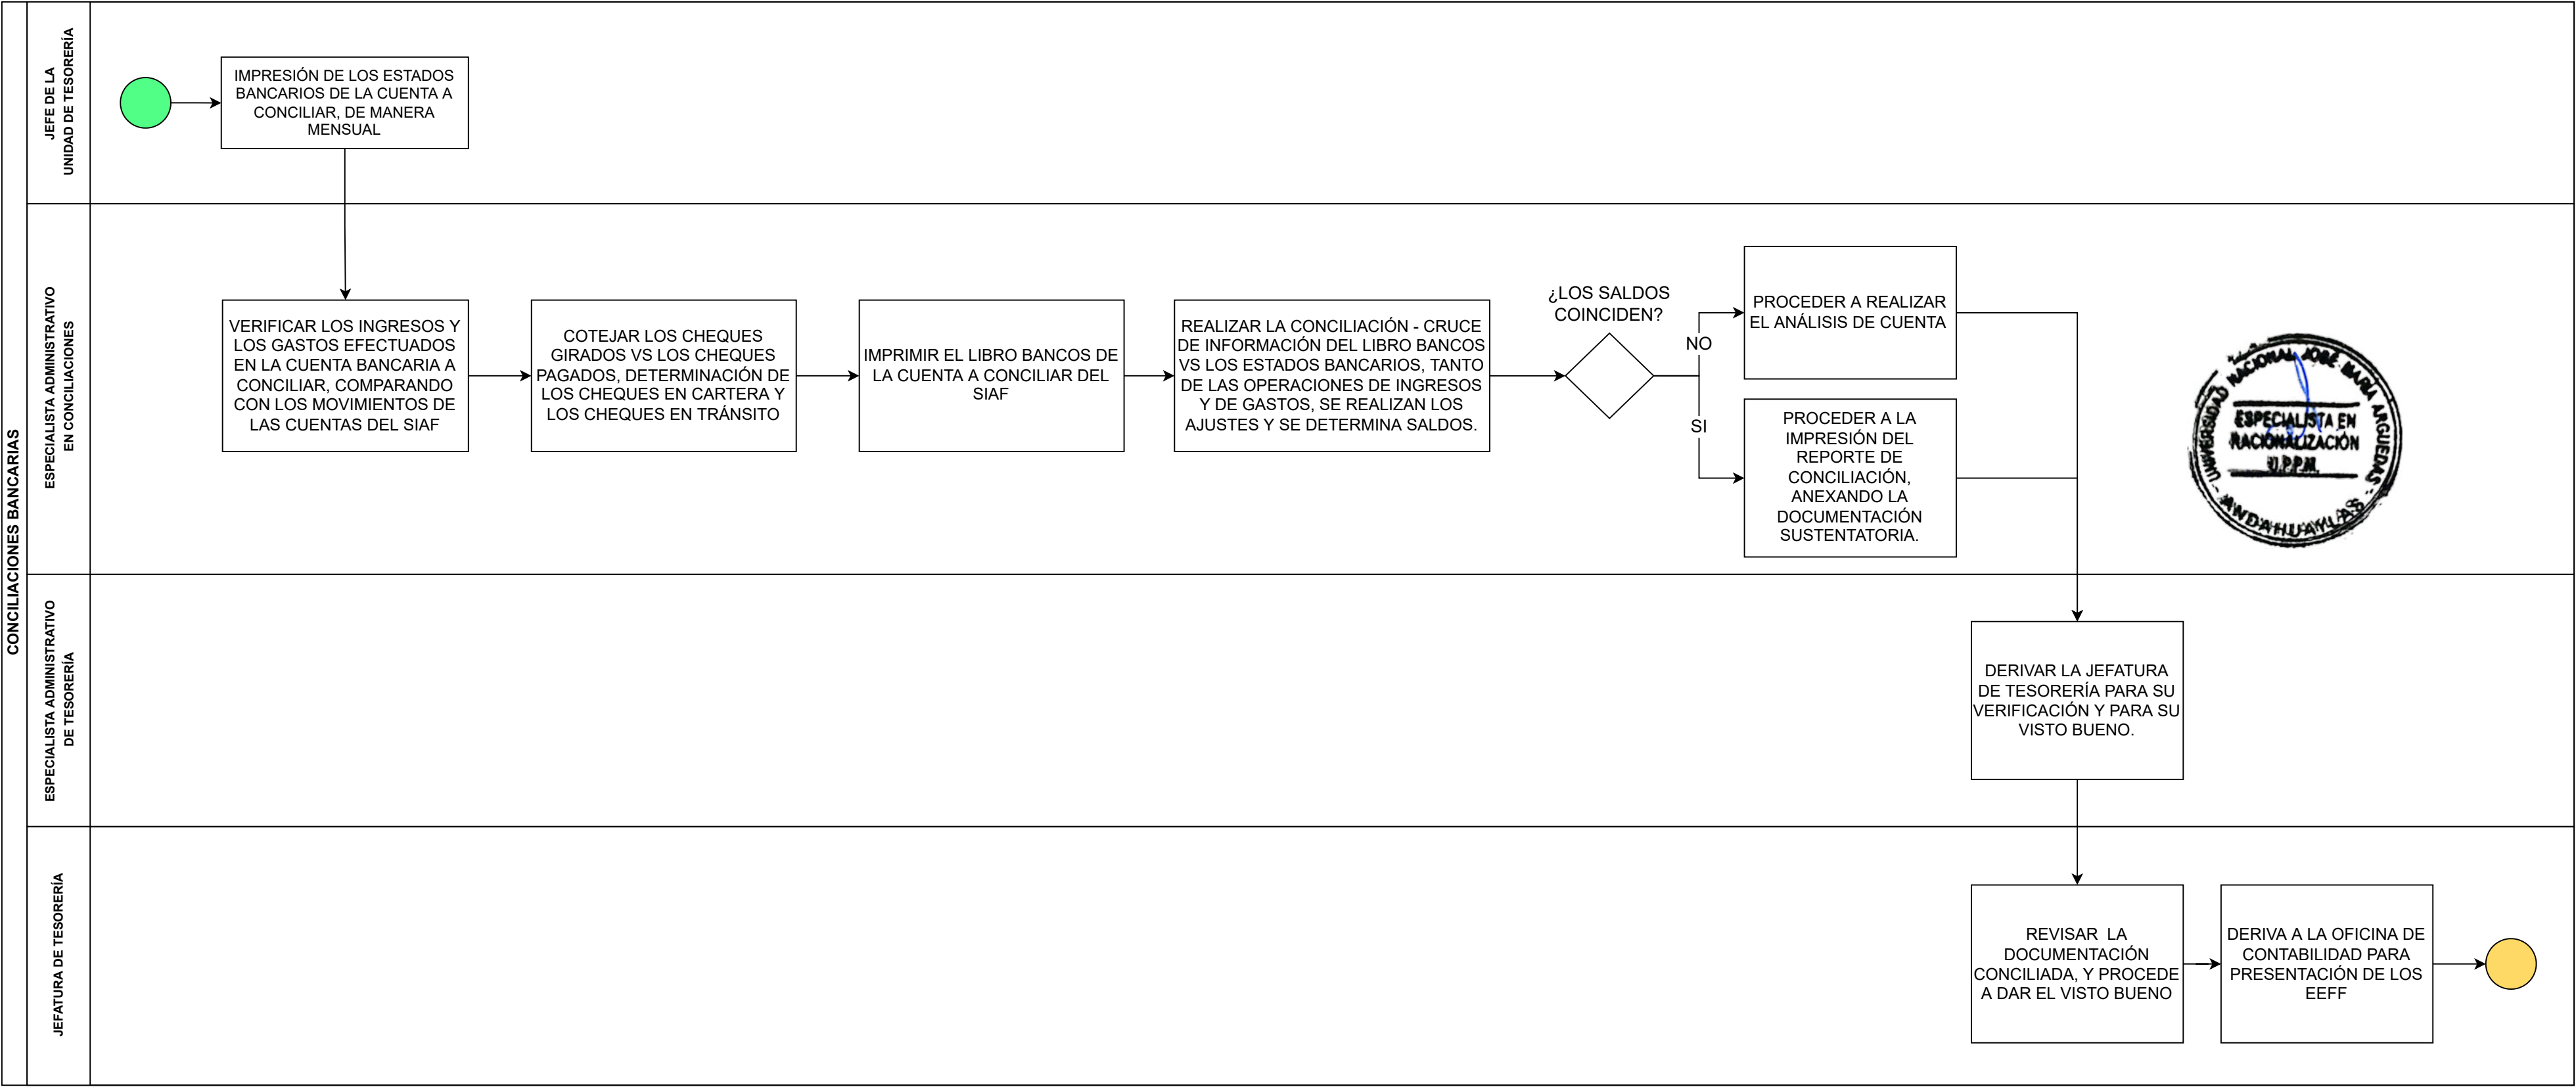 CONCILIACIONES BANCARIAS
JEFE DE LA
UNIDAD DE TESORERÍA
IMPRESIÓN DE LOS ESTADOS
BANCARIOS DE LA CUENTA A
CONCILIAR, DE MANERA
MENSUAL
ESPECIALISTA ADMINISTRATIVO
EN CONCILIACIONES
VERIFICAR LOS INGRESOS Y
LOS GASTOS EFECTUADOS
EN LA CUENTA BANCARIA A
CONCILIAR, COMPARANDO
CON LOS MOVIMIENTOS DE
LAS CUENTAS DEL SIAF
COTEJAR LOS CHEQUES
GIRADOS VS LOS CHEQUES
PAGADOS, DETERMINACIÓN DE
LOS CHEQUES EN CARTERA Y
LOS CHEQUES EN TRÁNSITO
IMPRIMIR EL LIBRO BANCOS DE
LA CUENTA A CONCILIAR DEL
SIAF
REALIZAR LA CONCILIACIÓN - CRUCE
DE INFORMACIÓN DEL LIBRO BANCOS
VS LOS ESTADOS BANCARIOS, TANTO
DE LAS OPERACIONES DE INGRESOS
Y DE GASTOS, SE REALIZAN LOS
AJUSTES Y SE DETERMINA SALDOS.
¿LOS SALDOS
COINCIDEN?
NO
PROCEDER A REALIZAR
EL ANÁLISIS DE CUENTA
SI
PROCEDER A LA
IMPRESIÓN DEL
REPORTE DE
CONCILIACIÓN,
ANEXANDO LA
DOCUMENTACIÓN
SUSTENTATORIA.
UNIVERSIDAD NACIONAL JOSÉ MARÍA ARGUEDAS
ESPECIALISTA EN
RACIONALIZACIÓN
U.P.P.M.
- ANDAHUAYLAS -
ESPECIALISTA ADMINISTRATIVO
DE TESORERÍA
DERIVAR LA JEFATURA
DE TESORERÍA PARA SU
VERIFICACIÓN Y PARA SU
VISTO BUENO.
JEFATURA DE TESORERÍA
REVISAR  LA
DOCUMENTACIÓN
CONCILIADA, Y PROCEDE
A DAR EL VISTO BUENO
DERIVA A LA OFICINA DE
CONTABILIDAD PARA
PRESENTACIÓN DE LOS
EEFF